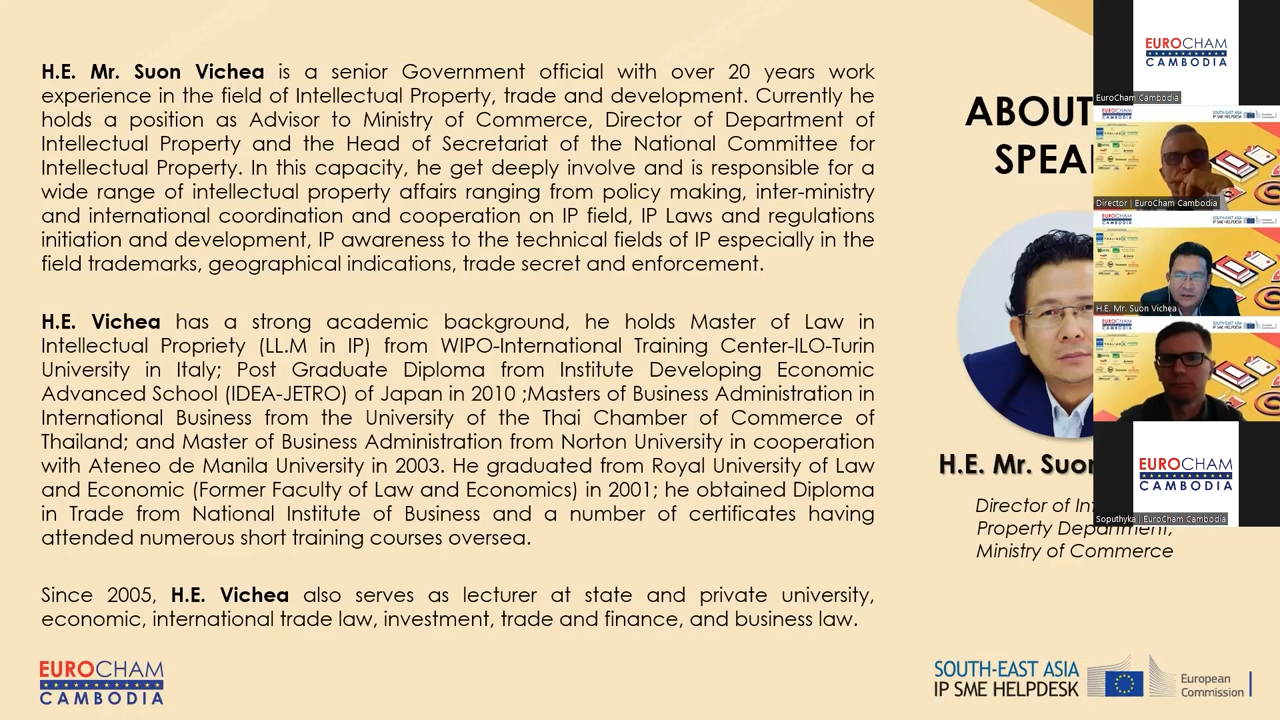 H.E. Mr. Suon Vichea is a senior Government official with over 20 years work
experience in the field of Intellectual Property, trade and development. Currently he
holds a position as Advisor to Ministry of Commerce, Director of Department of
Intellectual Property and the Head of Secretariat of the National Committee for
Intellectual Property. In this capacity he get deeply involve and is responsible for a
wide range of intellectual property affairs ranging from policy making, inter-ministry
and international coordination and cooperation on IP field, IP Laws and regulations
initiation and development, IP awareness to the technical fields of IP especially in the
field trademarks, geographical indications, trade secret and enforcement.
H.E. Vichea has a strong academic background, he holds Master of Law in
Intellectual Propriety (LL.M in IP) from WIPO-International Training Center-ILO-Turin
University in Italy; Post Graduate Diploma from Institute Developing Economic
Advanced School (IDEA-JETRO) of Japan in 2010 ;Masters of Business Administration in
International Business from the University of the Thai Chamber of Commerce of
Thailand; and Master of Business Administration from Norton University in cooperation
with Ateneo de Manila University in 2003. He graduated from Royal University of Law
and Economic (Former Faculty of Law and Economics) in 2001; he obtained Diploma
in Trade from National Institute of Business and a number of certificates having
attended numerous short training courses oversea.
Since 2005, H.E. Vichea also serves as lecturer at state and private university,
economic, international trade law, investment, trade and finance, and business law.
EUROCHAM
CAMBODIA
ABOUT
SPEA
H.E. Mr. Suon
Director of In
Property Department,
Ministry of Commerce
SOUTH-EAST ASIA
IP SME HELPDESK
European
Commission
EUROCHAM
CAMBODIA
EuroCham Cambodia
Director | EuroCham Cambodia
H.E. Mr. Suon Vichea
EUROCHAM
CAMBODIA
Soputhyka | EuroCham Cambodia